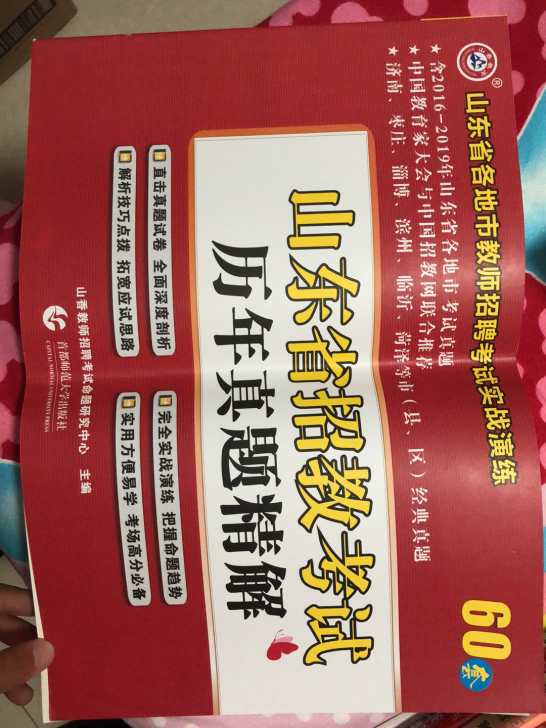 山东省各地市教师招聘考试实战演练 60套
★含2016-2019年山东省各地市考试真题
★中国教育家大会与中国招教网联合推荐
★济南、枣庄、淄博、滨州、临沂、菏泽等市（县、区）经典真题
山东省招教考试
历年真题精解
直击真题试卷 全面深度剖析
完全实战演练 把握命题趋势
解析技巧点拨 拓宽应试思路
实用方便易学 考场高分必备
山香教师招聘考试命题研究中心 主编
首都师范大学出版社
CAPITAL NORMAL UNIVERSITY PRESS